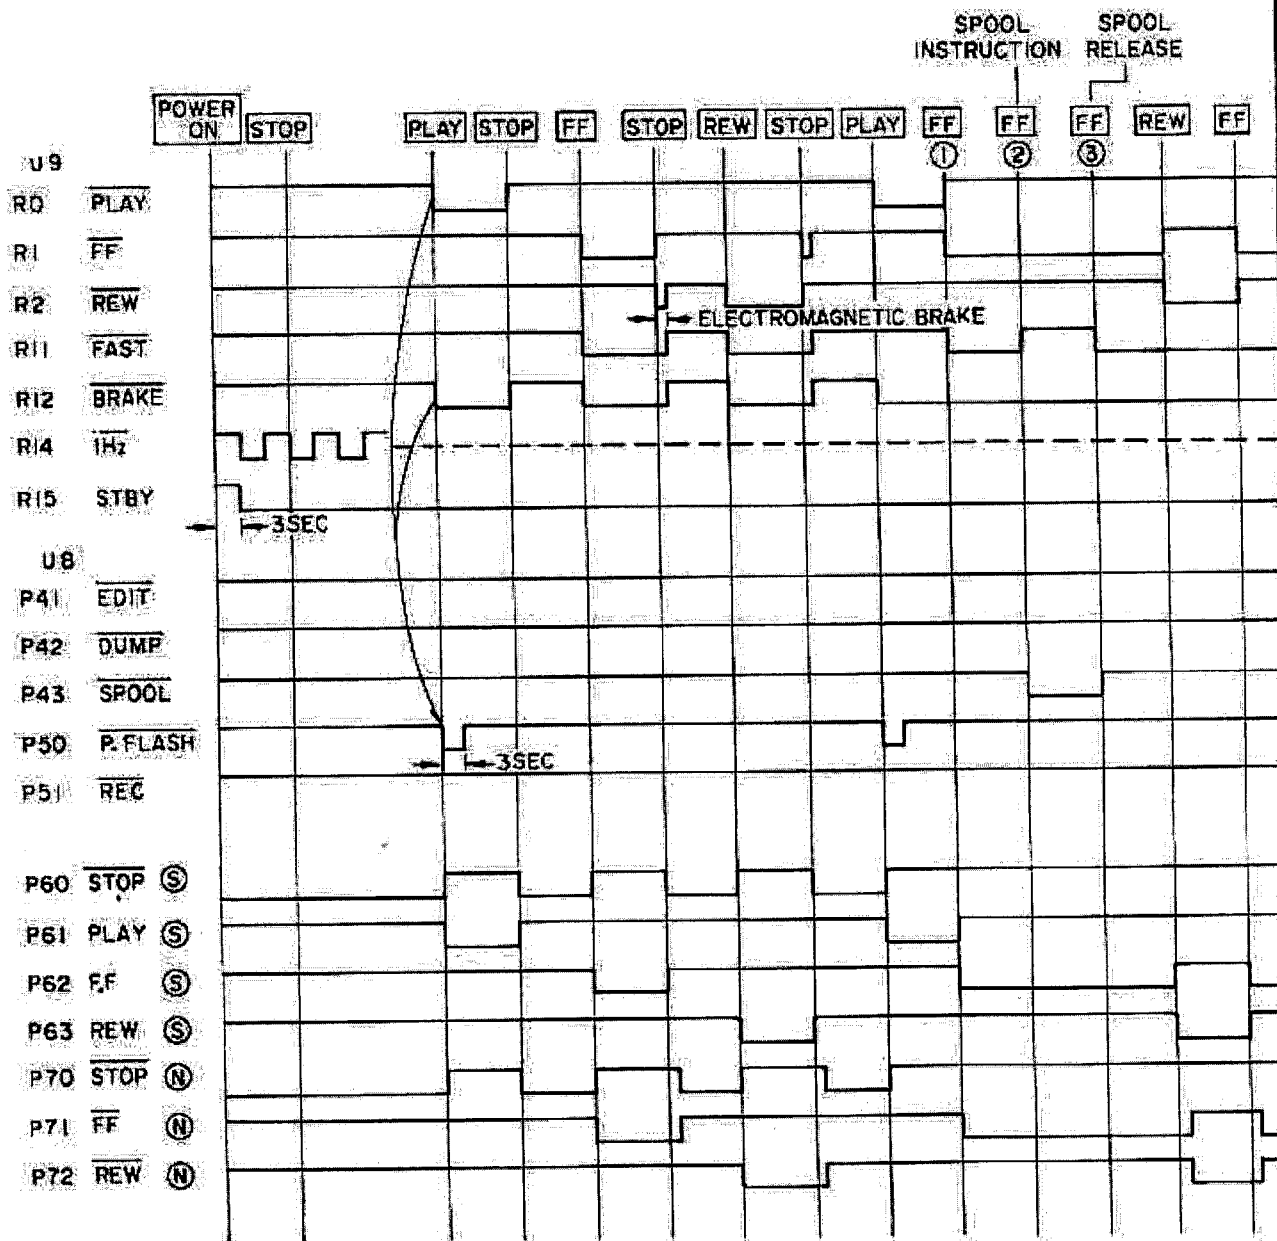 SPOOL INSTRUCTION
SPOOL RELEASE
POWER ON STOP PLAY STOP FF STOP REW STOP PLAY FF FF FF REW FF
① ② ③
U9
R0 PLAY
R1 FF
R2 REW
ELECTROMAGNETIC BRAKE
R11 FAST
R12 BRAKE
R14 1Hz
R15 STBY
3SEC
U8
P41 EDIT
P42 DUMP
P43 SPOOL
P50 P. FLASH
3SEC
P51 REC
P60 STOP Ⓢ
P61 PLAY Ⓢ
P62 F.F Ⓢ
P63 REW Ⓢ
P70 STOP Ⓝ
P71 FF Ⓝ
P72 REW Ⓝ